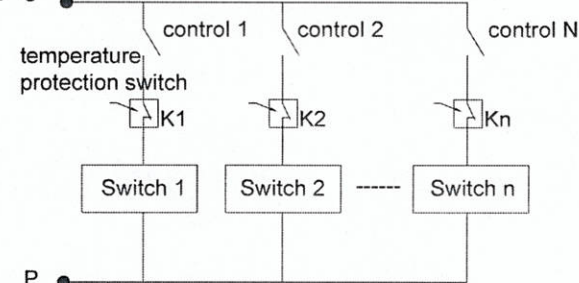 control 1
control 2
control N
temperature
protection switch
K1
K2
Kn
Switch 1
Switch 2
------
Switch n
P